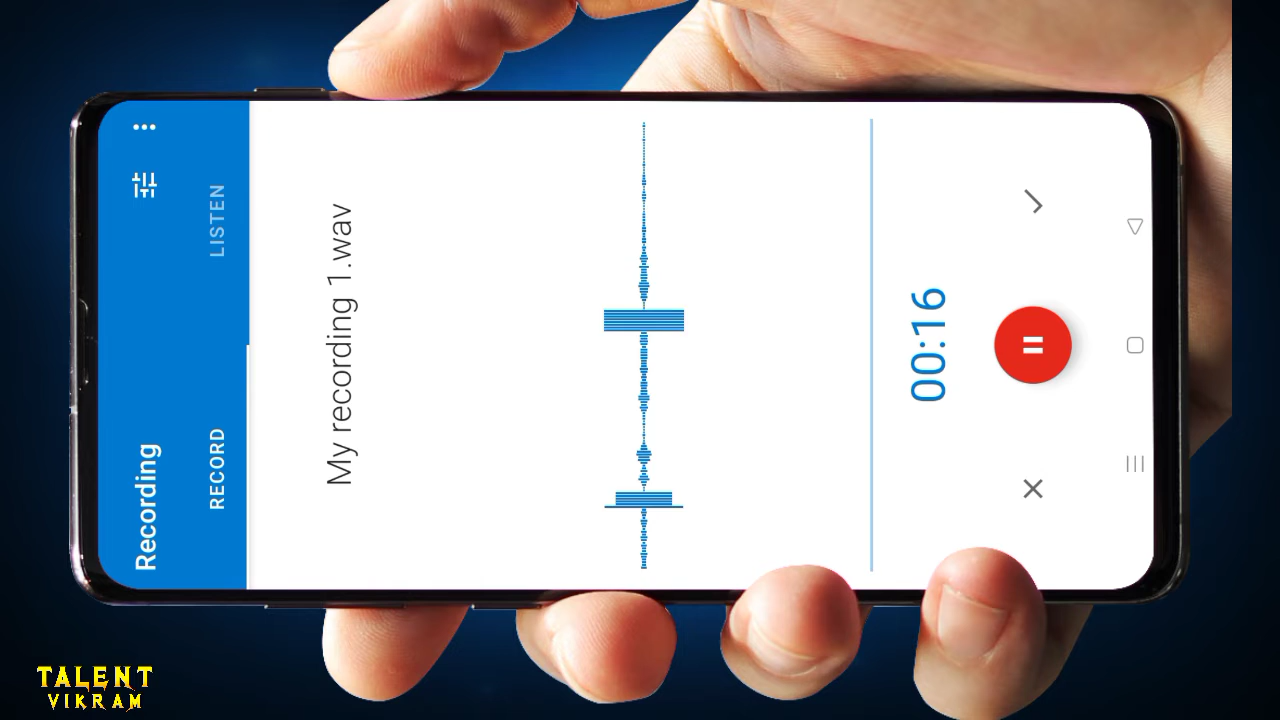 Recording
RECORD
LISTEN
My recording 1.wav
00:16
TALENT
VIKRAM